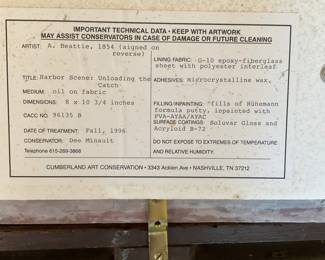 IMPORTANT TECHNICAL DATA - KEEP WITH ARTWORK
MAY ASSIST CONSERVATORS IN CASE OF DAMAGE OR FUTURE CLEANING
ARTIST: A. Beattie, 1854 (signed on
reverse)
TITLE: Harbor Scene: Unloading the
Catch
MEDIUM: oil on fabric
DIMENSIONS: 8 x 10 3/4 inches
CACC NO. 96135 B
DATE OF TREATMENT: Fall, 1996
CONSERVATOR: Dee Minault
Telephone 615-269-3868
LINING FABRIC: G-10 epoxy-fiberglass
sheet with polyester interleaf
ADHESIVES: microcrystalline wax,
FILLING/INPAINTING: fills of Hünemann
formula putty, inpainted with
PVA-AYAA/AYAC
SURFACE COATINGS: Soluvar Gloss and
Acryloid B-72
DO NOT EXPOSE TO EXTREMES OF TEMPERATURE
AND RELATIVE HUMIDITY.
CUMBERLAND ART CONSERVATION • 3343 Acklen Ave. • NASHVILLE, TN 37212